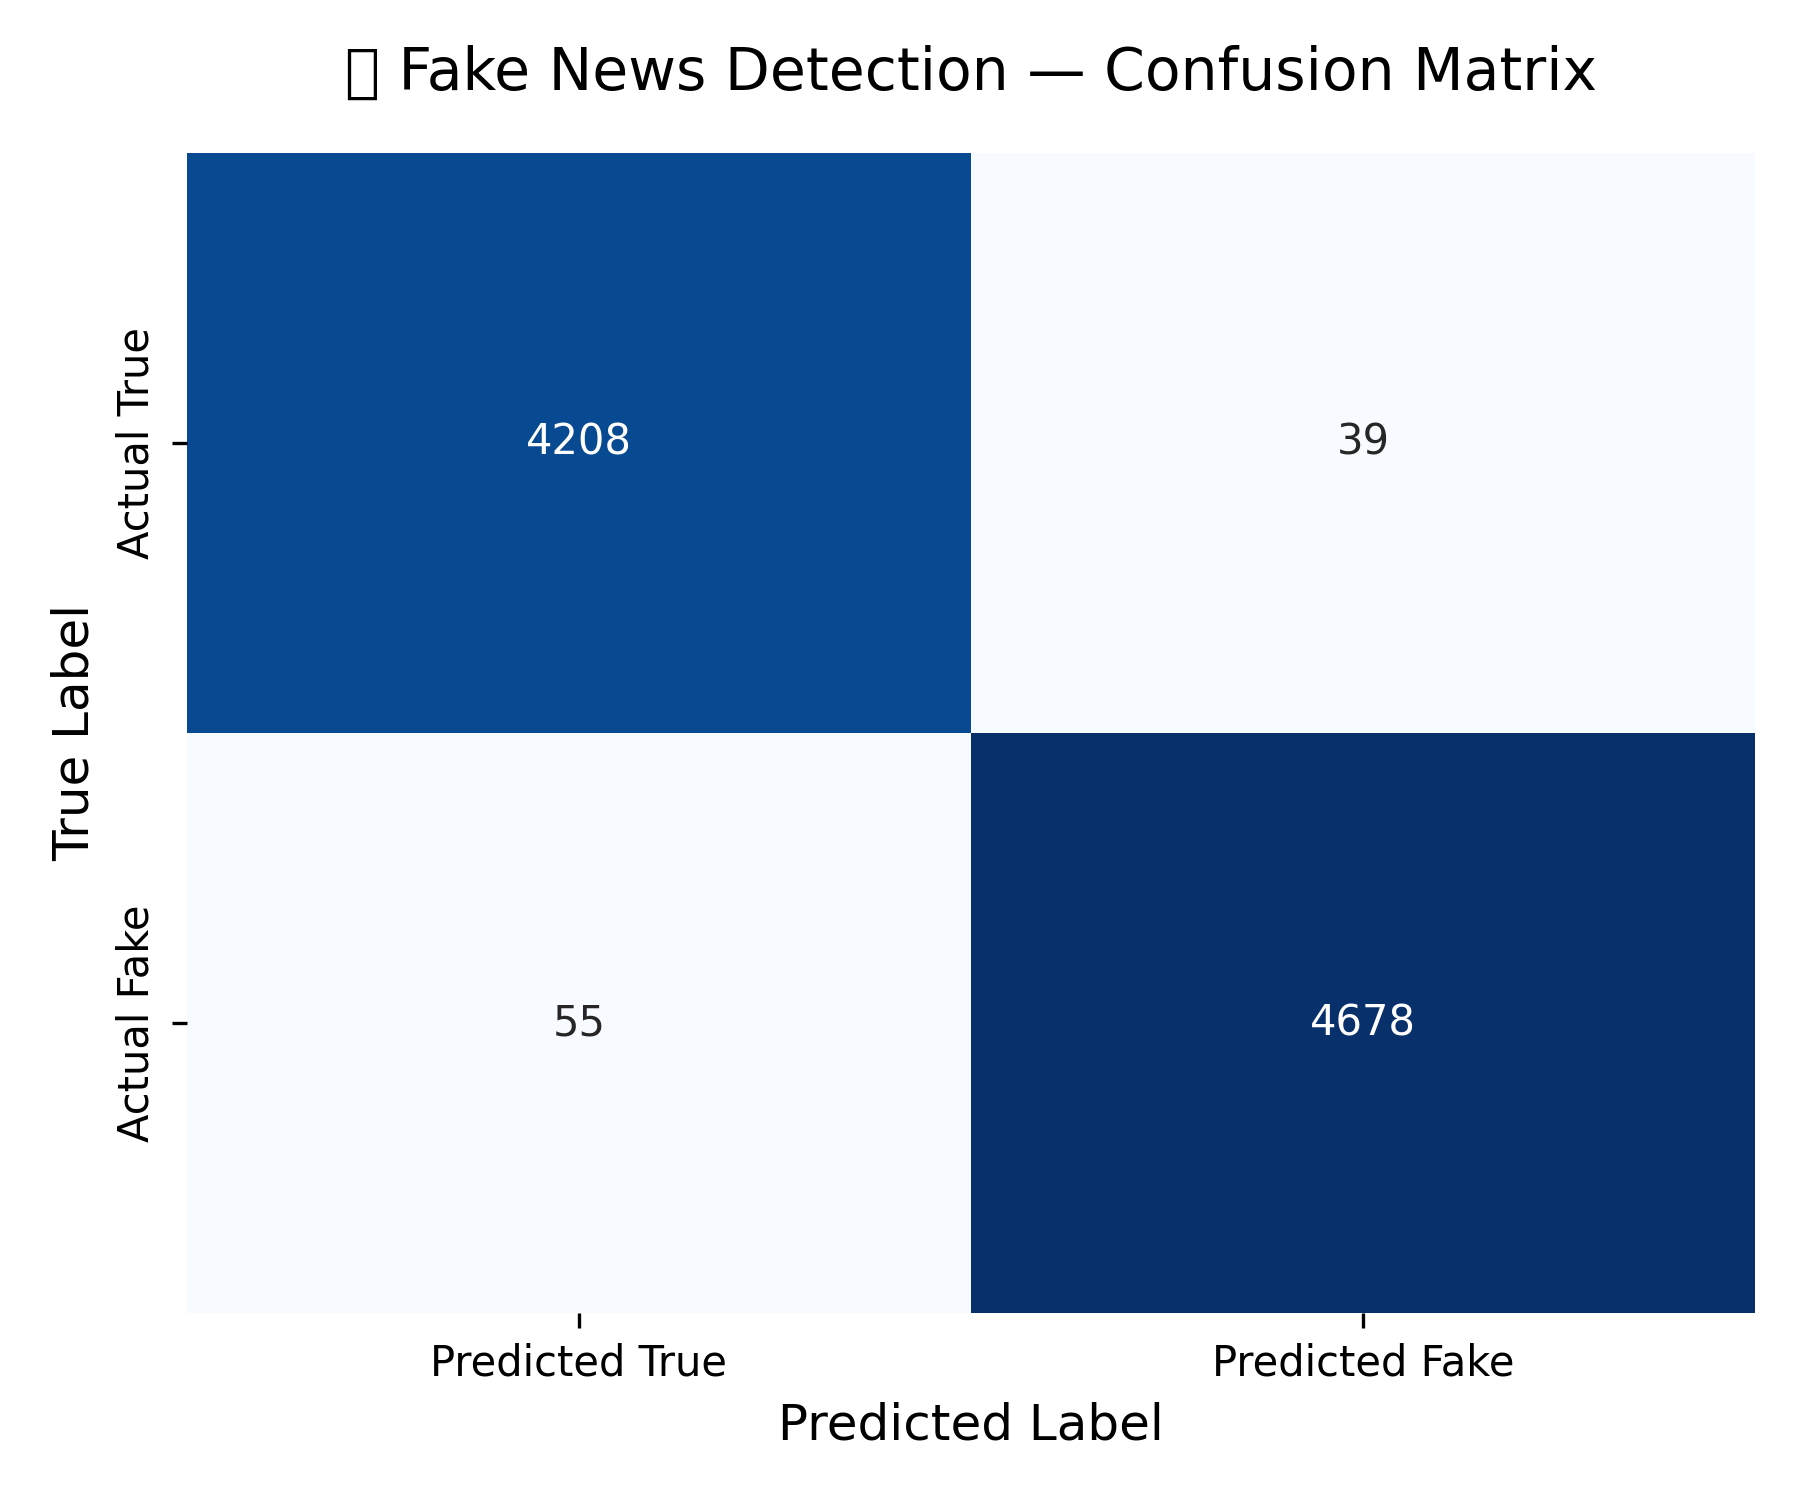 Fake News Detection — Confusion Matrix
True Label
Actual True
4208
39
Actual Fake
55
4678
Predicted True
Predicted Fake
Predicted Label